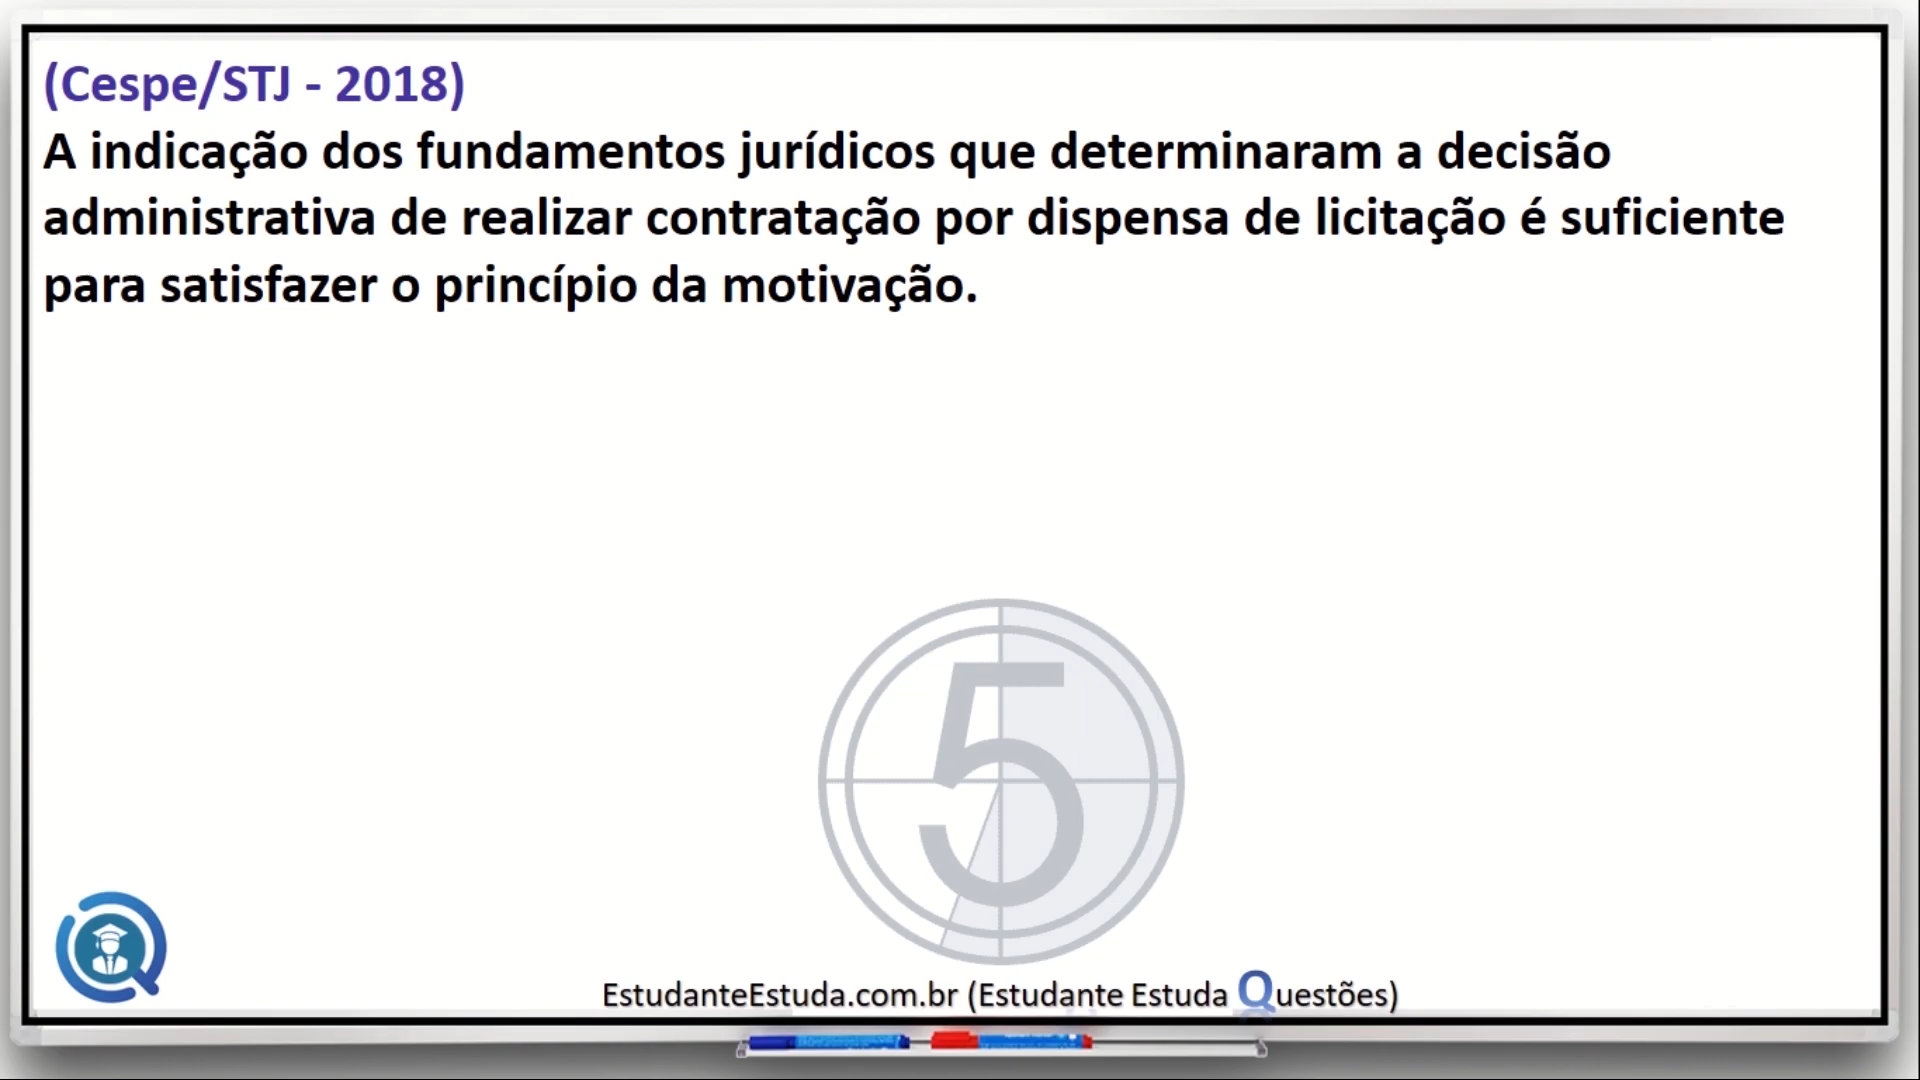 (Cespe/STJ - 2018)
A indicação dos fundamentos jurídicos que determinaram a decisão
administrativa de realizar contratação por dispensa de licitação é suficiente
para satisfazer o princípio da motivação.
5
EstudanteEstuda.com.br (Estudante Estuda Questões)